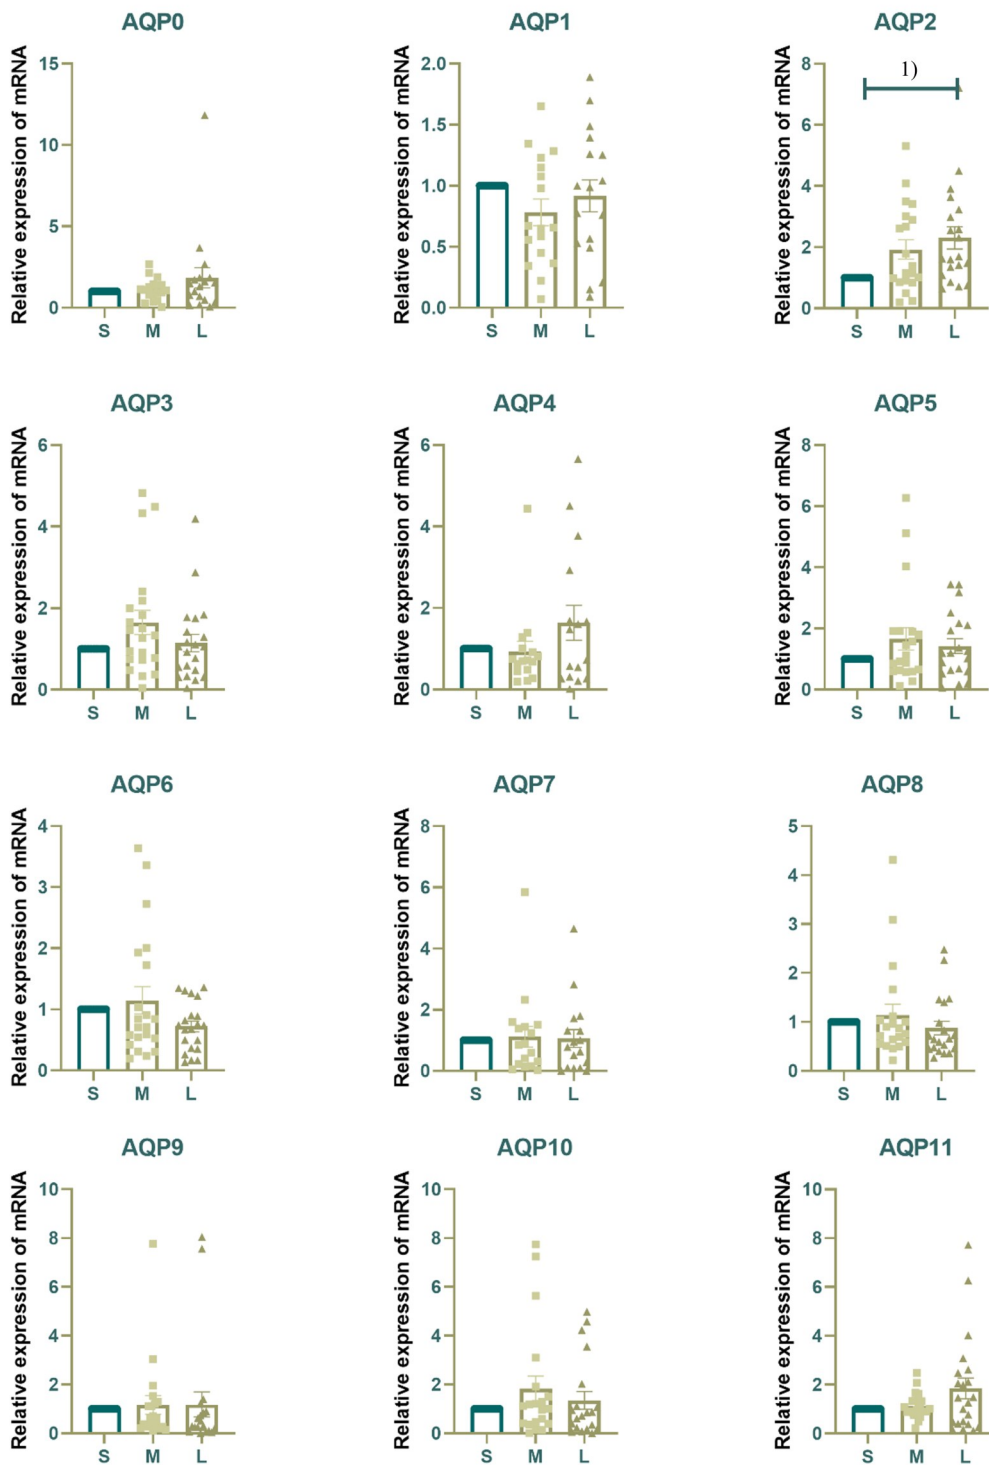 AQP0
Relative expression of mRNA
15
10
5
0
S M L
AQP1
Relative expression of mRNA
2.0
1.5
1.0
0.5
0.0
S M L
AQP2
Relative expression of mRNA
8
6
4
2
0
1)
S M L
AQP3
Relative expression of mRNA
6
4
2
0
S M L
AQP4
Relative expression of mRNA
6
4
2
0
S M L
AQP5
Relative expression of mRNA
8
6
4
2
0
S M L
AQP6
Relative expression of mRNA
4
3
2
1
0
S M L
AQP7
Relative expression of mRNA
8
6
4
2
0
S M L
AQP8
Relative expression of mRNA
5
4
3
2
1
0
S M L
AQP9
Relative expression of mRNA
10
8
6
4
2
0
S M L
AQP10
Relative expression of mRNA
10
8
6
4
2
0
S M L
AQP11
Relative expression of mRNA
10
8
6
4
2
0
S M L